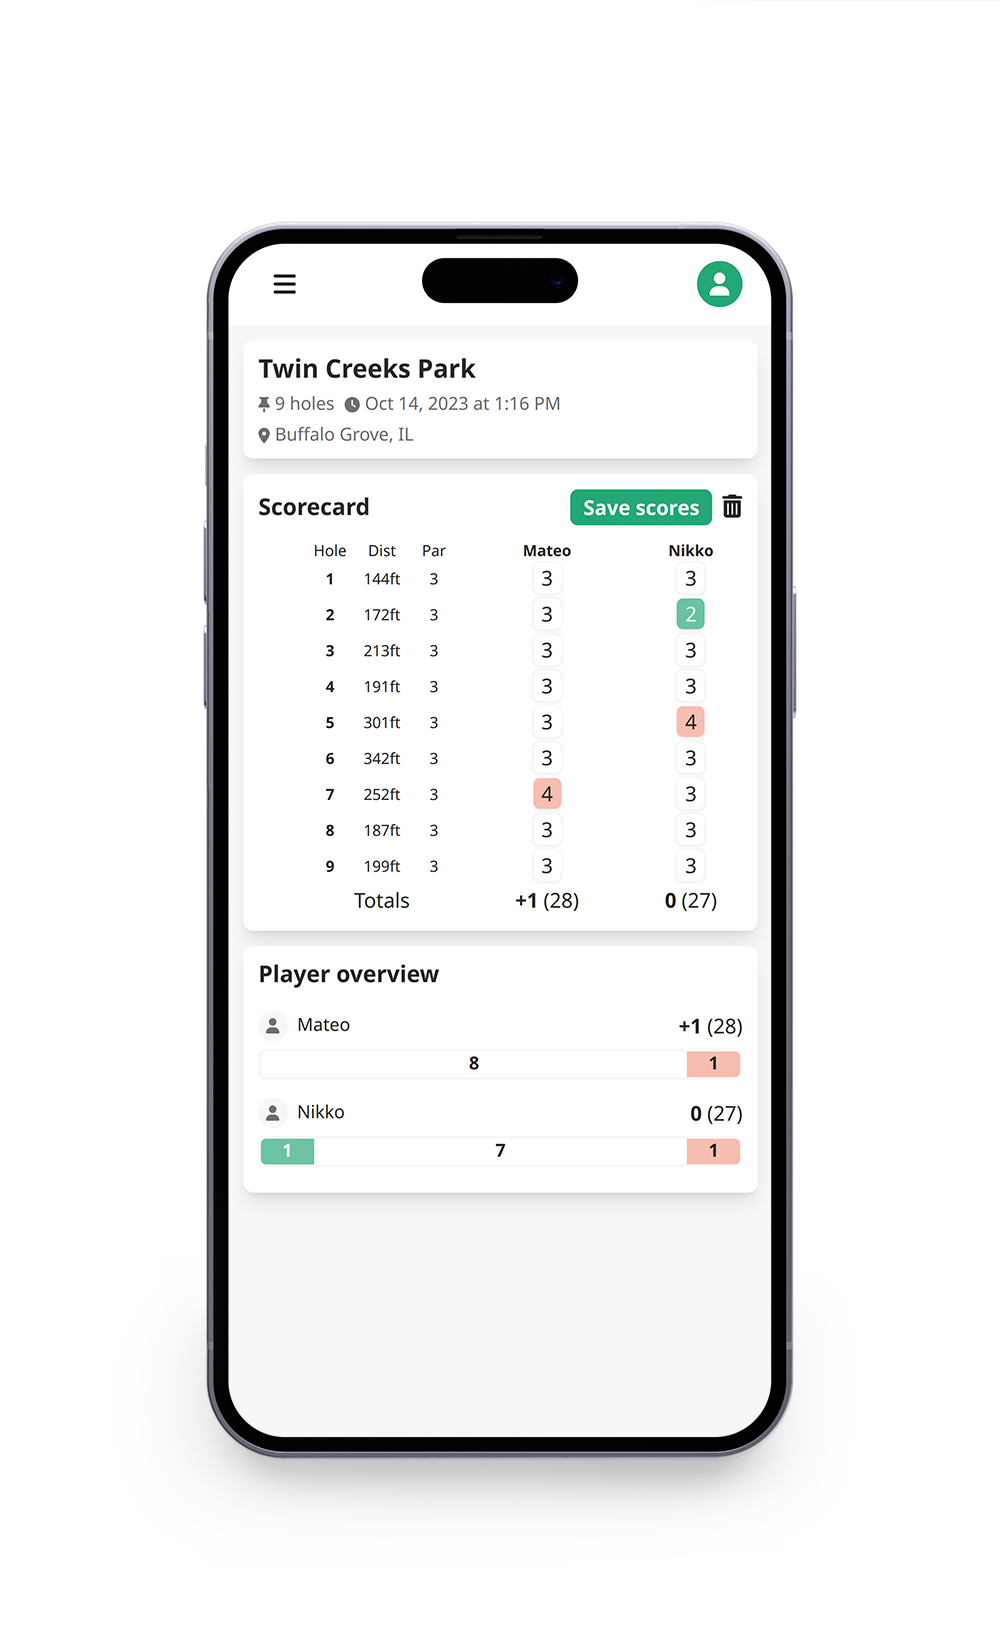 Twin Creeks Park
9 holes Oct 14, 2023 at 1:16 PM
Buffalo Grove, IL
Scorecard Save scores
Hole Dist Par Mateo Nikko
1 144ft 3 3 3
2 172ft 3 3 2
3 213ft 3 3 3
4 191ft 3 3 3
5 301ft 3 3 4
6 342ft 3 3 3
7 252ft 3 4 3
8 187ft 3 3 3
9 199ft 3 3 3
Totals +1 (28) 0 (27)
Player overview
Mateo +1 (28)
8 1
Nikko 0 (27)
1 7 1